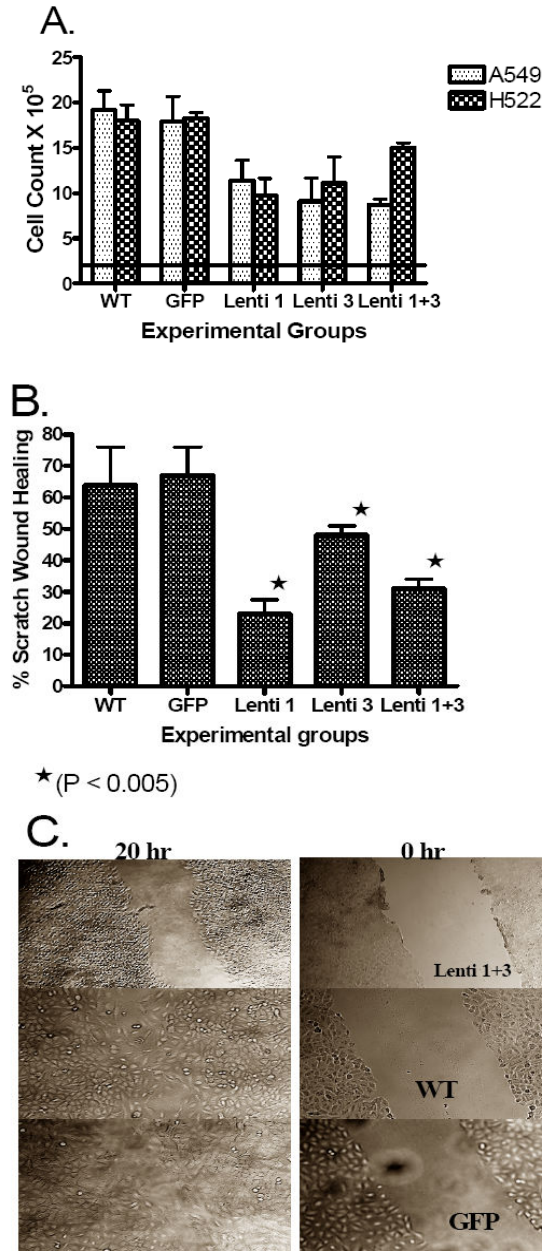 A.
A549
H522
Cell Count X 10⁵
25
20
15
10
5
0
WT GFP Lenti 1 Lenti 3 Lenti 1+3
Experimental Groups
B.
% Scratch Wound Healing
80
70
60
50
40
30
20
10
0
★
★
★
WT GFP Lenti 1 Lenti 3 Lenti 1+3
Experimental groups
★(P < 0.005)
C.
20 hr 0 hr
Lenti 1+3
WT
GFP